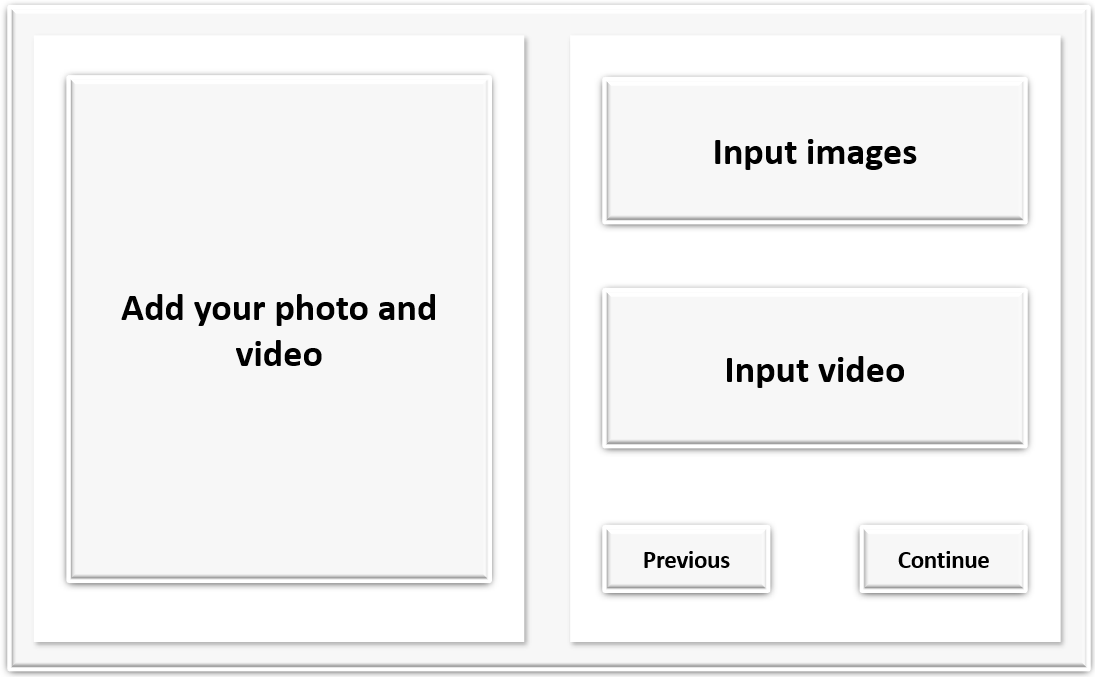 Add your photo and
video
Input images
Input video
Previous
Continue